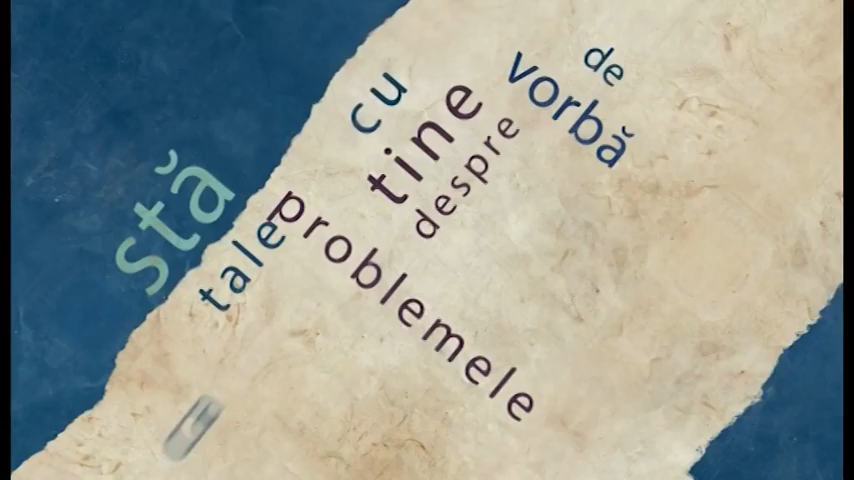 stă
de
vorbă
cu
tine
despre
problemele
tale